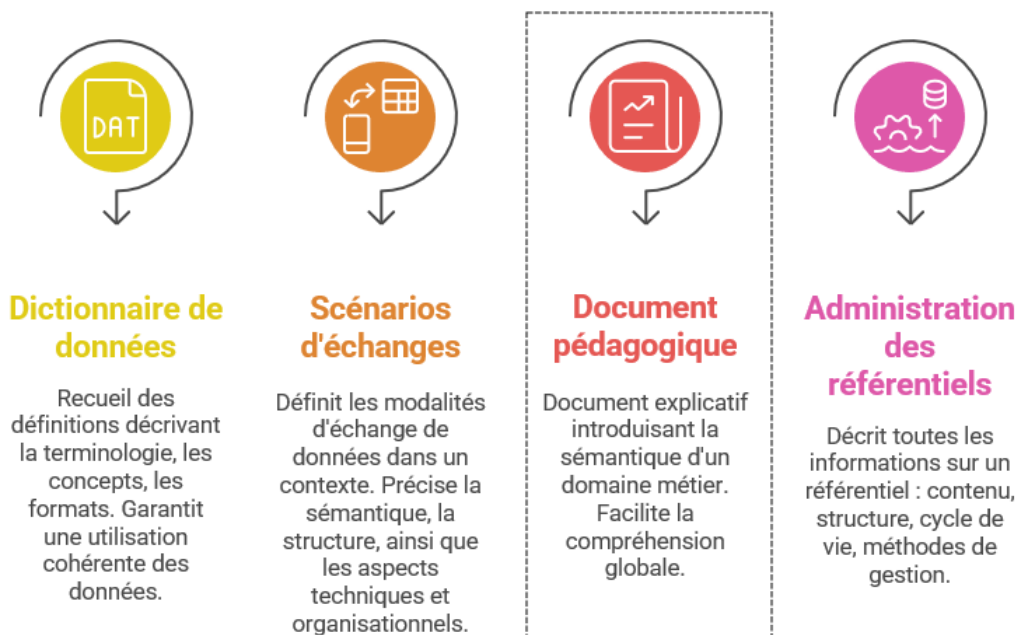 DAT
Dictionnaire de
données
Recueil des
définitions décrivant
la terminologie, les
concepts, les
formats. Garantit
une utilisation
cohérente des
données.
Scénarios
d'échanges
Définit les modalités
d'échange de
données dans un
contexte. Précise la
sémantique, la
structure, ainsi que
les aspects
techniques et
organisationnels.
Document
pédagogique
Document explicatif
introduisant la
sémantique d'un
domaine métier.
Facilite la
compréhension
globale.
Administration
des
référentiels
Décrit toutes les
informations sur un
référentiel : contenu,
structure, cycle de
vie, méthodes de
gestion.